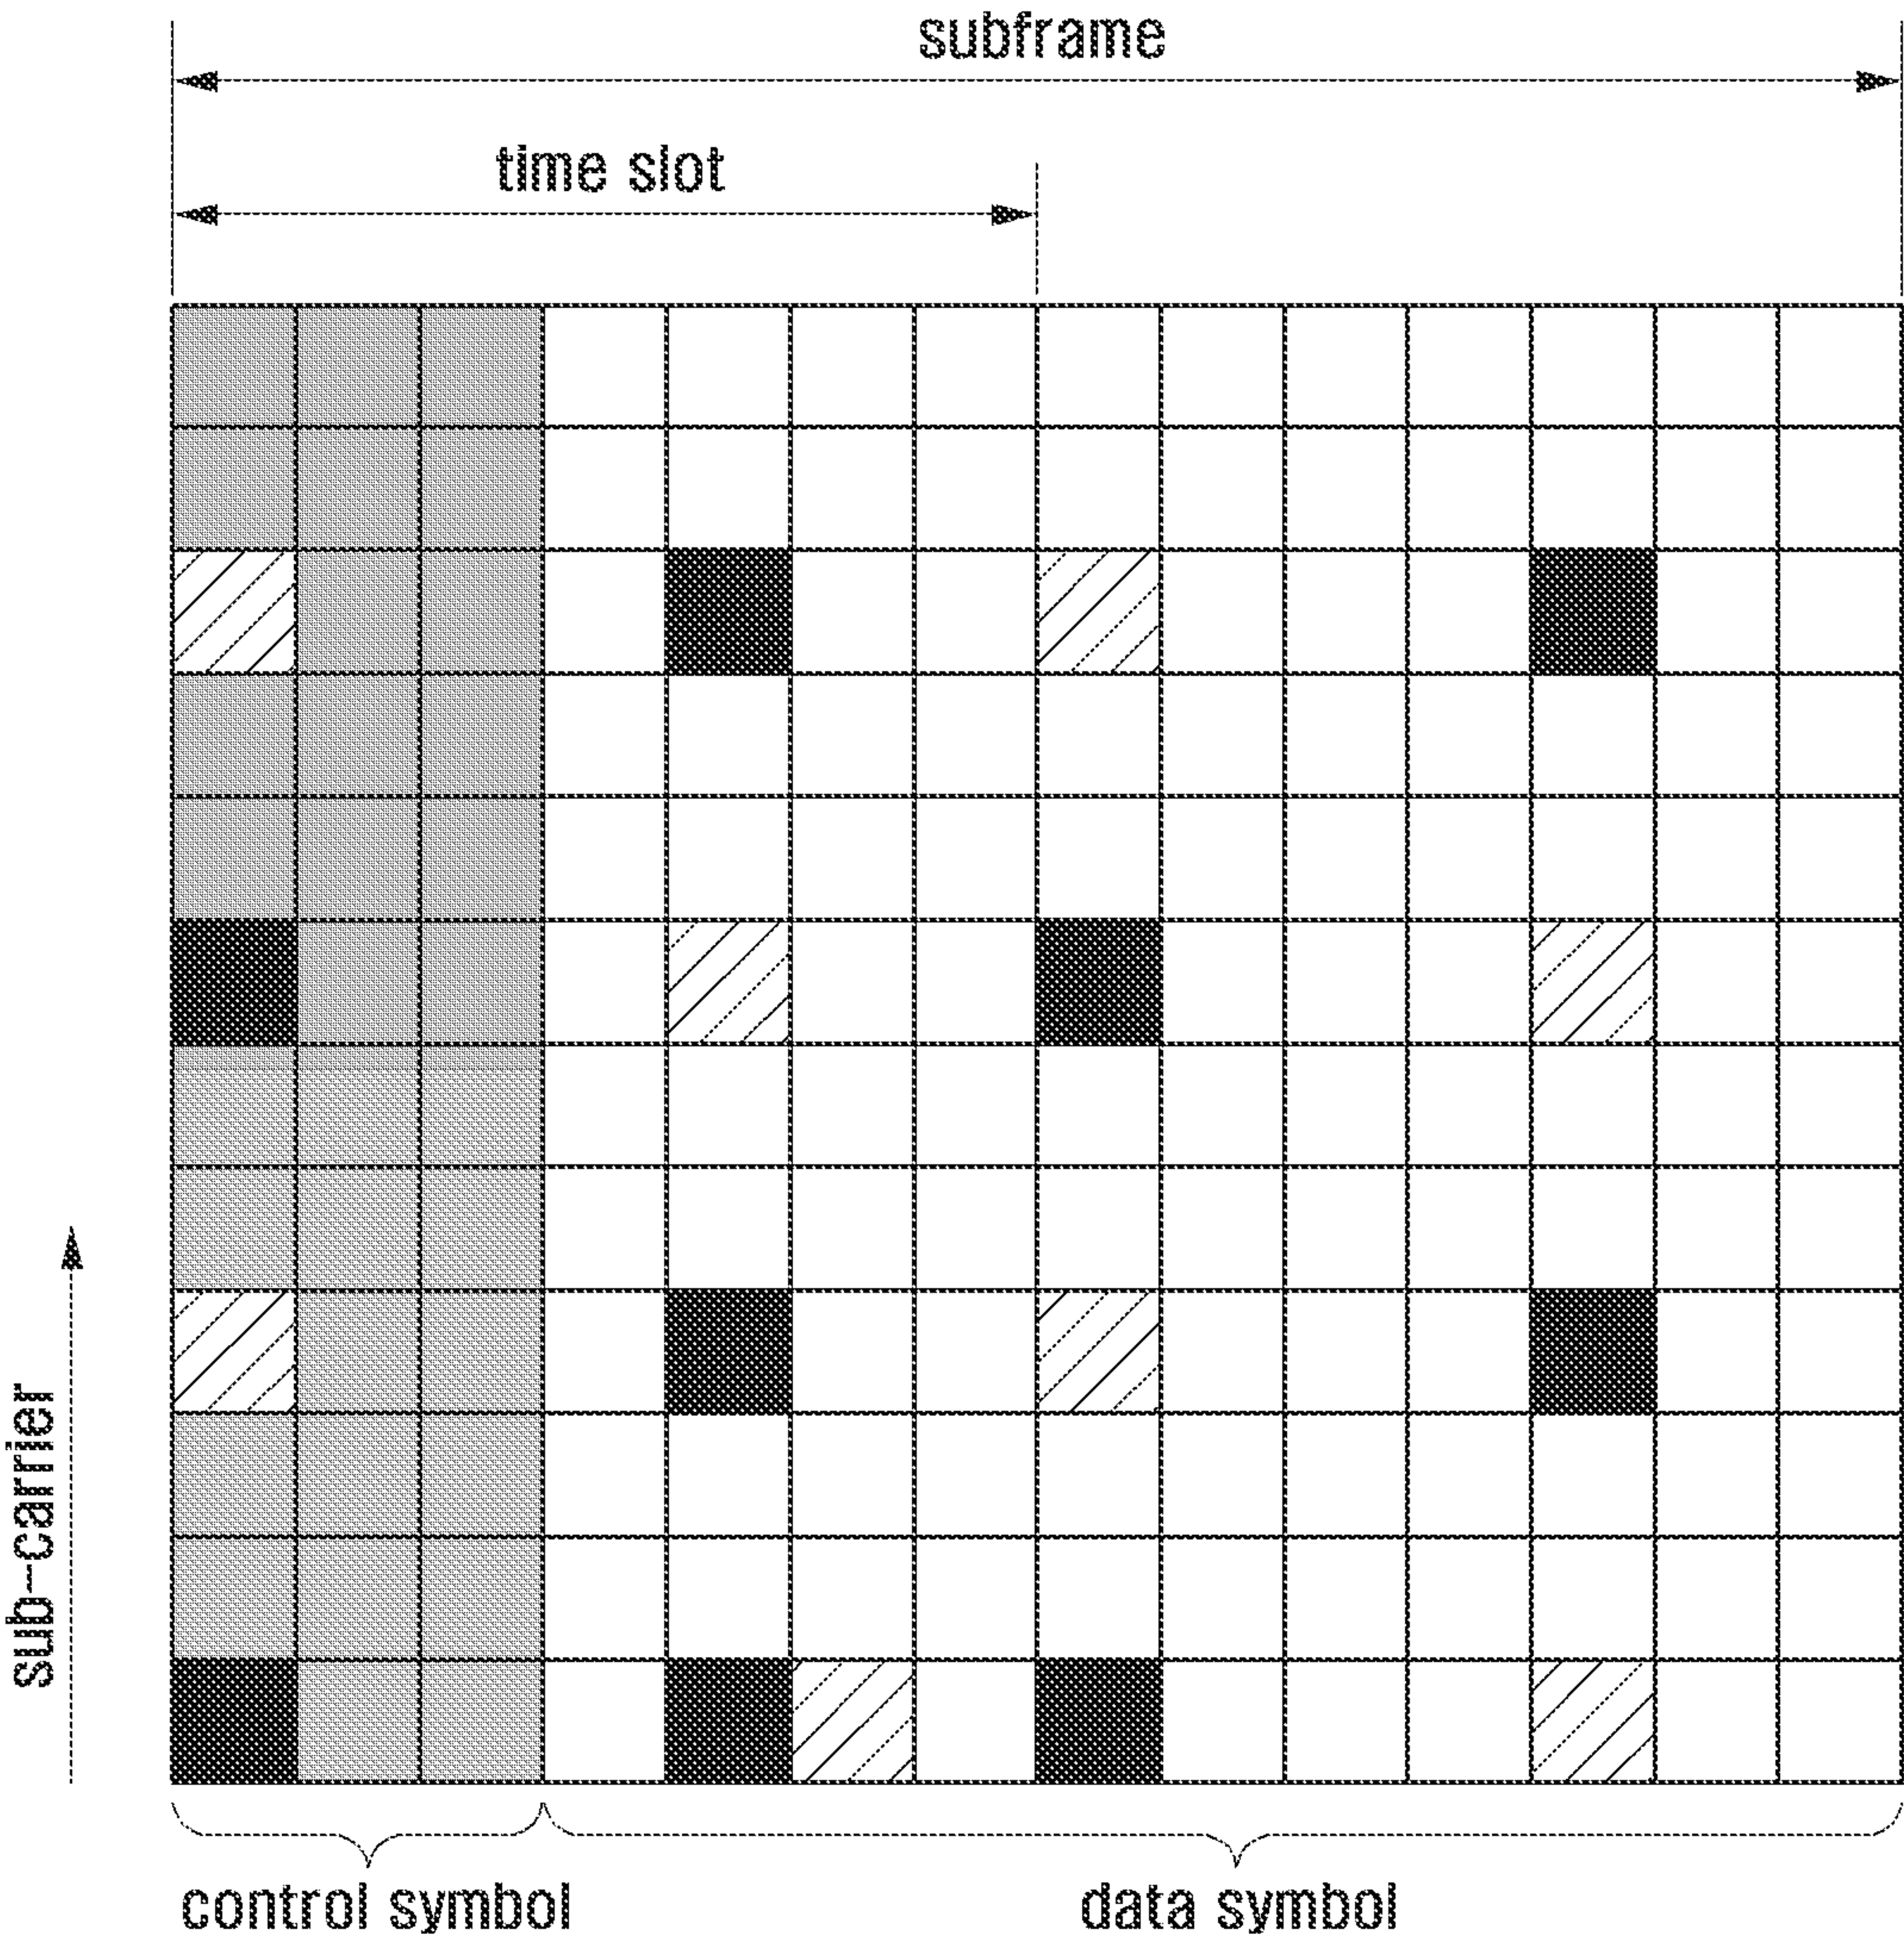 subframe
time slot
sub-carrier
control symbol
data symbol